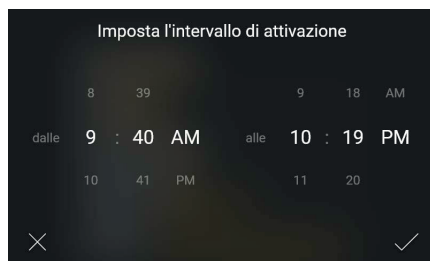 Imposta l'intervallo di attivazione
8 39 9 18 AM
dalle 9 : 40 AM alle 10 : 19 PM
10 41 PM 11 20